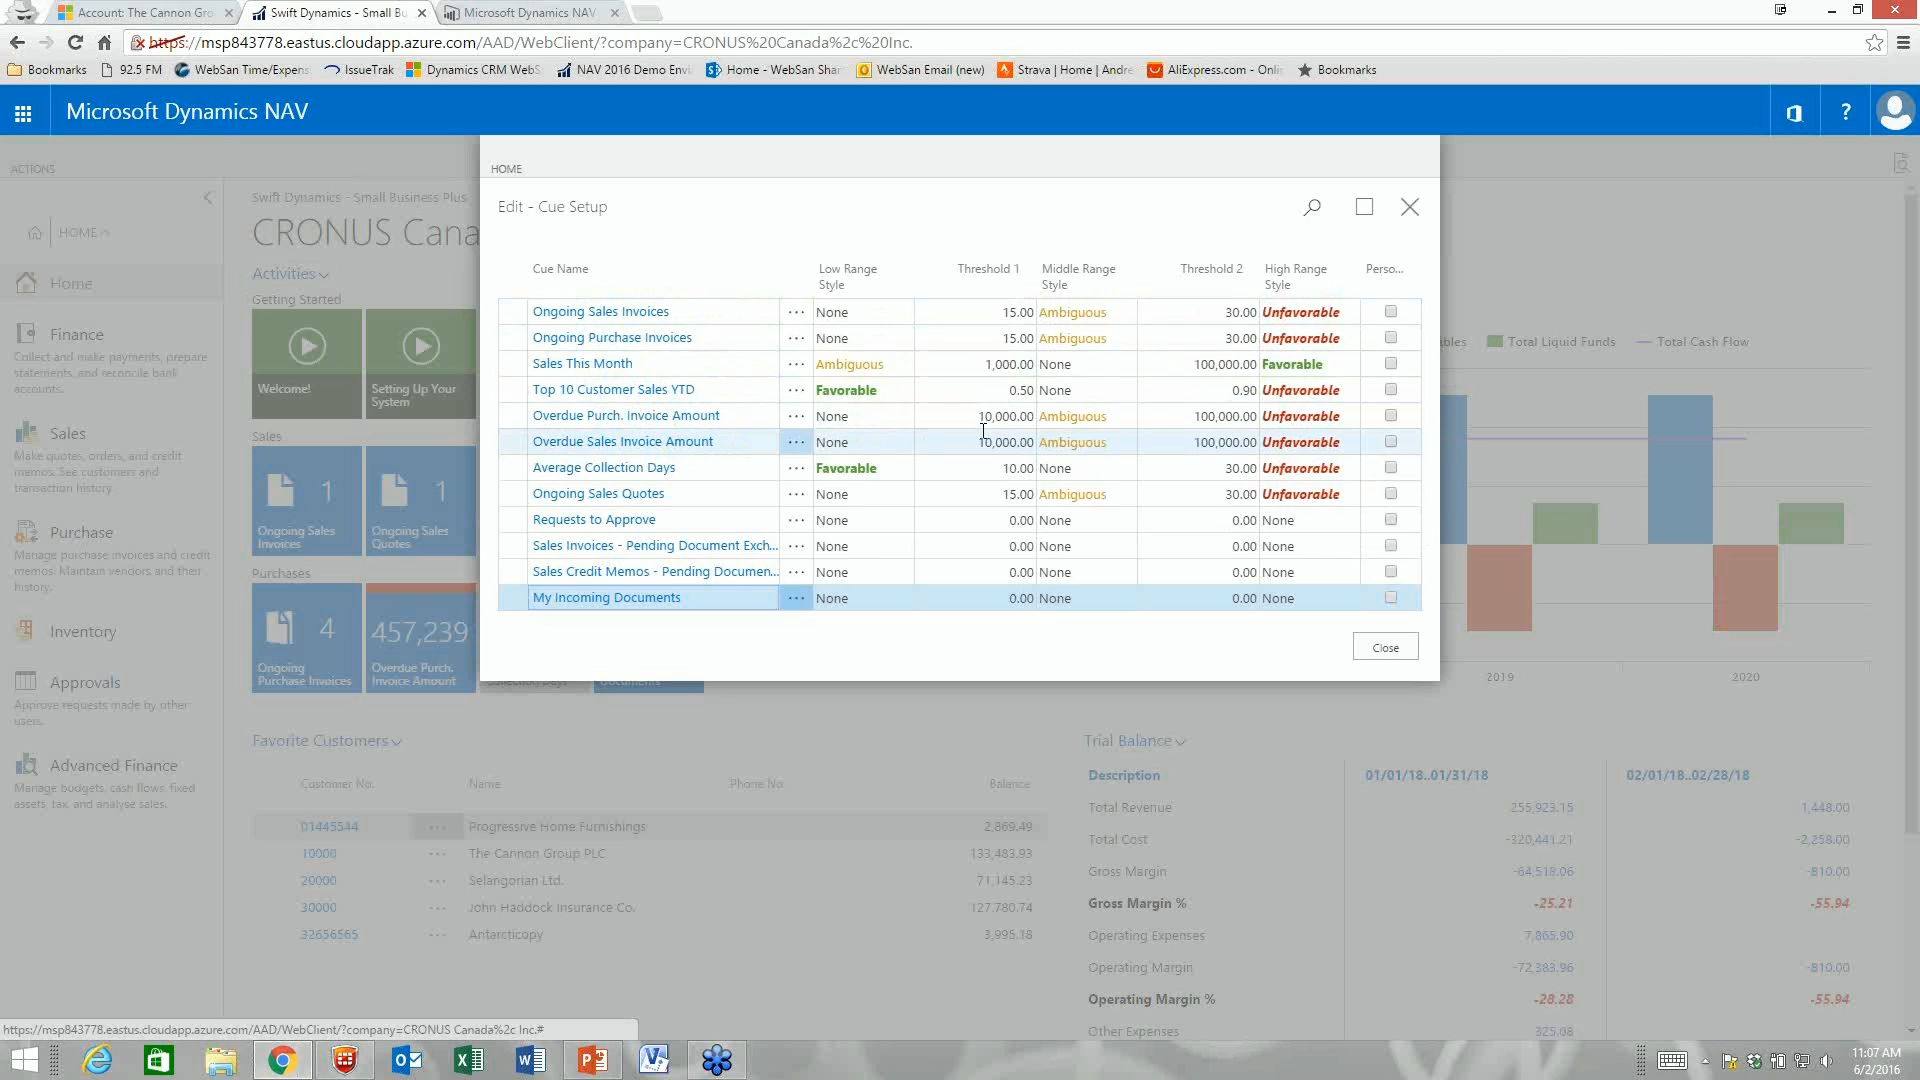 Account: The Cannon Gro
Swift Dynamics - Small Bu
Microsoft Dynamics NAV
https://msp843778.eastus.cloudapp.azure.com/AAD/WebClient/?company=CRONUS%20Canada%2c%20Inc.
Bookmarks
92.5 FM
WebSan Time/Expens
IssueTrak
Dynamics CRM WebS
NAV 2016 Demo Envi
Home - WebSan Shar
WebSan Email (new)
Strava | Home | Andre
AliExpress.com - Onli
Bookmarks
Microsoft Dynamics NAV
?
ACTIONS
HOME
Home
Finance
Collect and make payments, prepare
statements, and reconcile bank
accounts.
Sales
Make quotes, orders, and credit
memos. See customers and
transaction history.
Purchase
Manage purchase invoices and credit
memos. Maintain vendors and their
history.
Inventory
Approvals
Approve requests made by other
users.
Advanced Finance
Manage budgets, cash flows, fixed
assets, tax, and analyse sales.
Swift Dynamics - Small Business Plus
CRONUS Cana
Activities
Getting Started
Welcome!
Setting Up Your
System
Sales
1
Ongoing Sales
Invoices
1
Ongoing Sales
Quotes
Purchases
4
Ongoing
Purchase Invoices
457,239
Overdue Purch.
Invoice Amount
HOME
Edit - Cue Setup
Cue Name Low Range Style Threshold 1 Middle Range Style Threshold 2 High Range Style Perso...
Ongoing Sales Invoices ... None 15.00 Ambiguous 30.00 Unfavorable
Ongoing Purchase Invoices ... None 15.00 Ambiguous 30.00 Unfavorable
Sales This Month ... Ambiguous 1,000.00 None 100,000.00 Favorable
Top 10 Customer Sales YTD ... Favorable 0.50 None 0.90 Unfavorable
Overdue Purch. Invoice Amount ... None 10,000.00 Ambiguous 100,000.00 Unfavorable
Overdue Sales Invoice Amount ... None 10,000.00 Ambiguous 100,000.00 Unfavorable
Average Collection Days ... Favorable 10.00 None 30.00 Unfavorable
Ongoing Sales Quotes ... None 15.00 Ambiguous 30.00 Unfavorable
Requests to Approve ... None 0.00 None 0.00 None
Sales Invoices - Pending Document Exch... ... None 0.00 None 0.00 None
Sales Credit Memos - Pending Documen... ... None 0.00 None 0.00 None
My Incoming Documents ... None 0.00 None 0.00 None
Close
Total Liquid Funds
Total Cash Flow
2019
2020
Favorite Customers
Customer No. Name Phone No. Balance
01445544 ... Progressive Home Furnishings 2,869.49
10000 ... The Cannon Group PLC 133,483.93
20000 ... Selangorian Ltd. 71,145.23
30000 ... John Haddock Insurance Co. 127,780.74
32656565 ... Antarcticopy 3,995.18
Trial Balance
Description 01/01/18..01/31/18 02/01/18..02/28/18
Total Revenue 255,923.15 1,448.00
Total Cost -320,441.21 -2,258.00
Gross Margin -64,518.06 -810.00
Gross Margin % -25.21 -55.94
Operating Expenses 7,865.90
Operating Margin -72,383.96 -810.00
Operating Margin % -28.28 -55.94
Other Expenses 325.08
https://msp843778.eastus.cloudapp.azure.com/AAD/WebClient/?company=CRONUS Canada%2c Inc.#
11:07 AM
6/2/2016